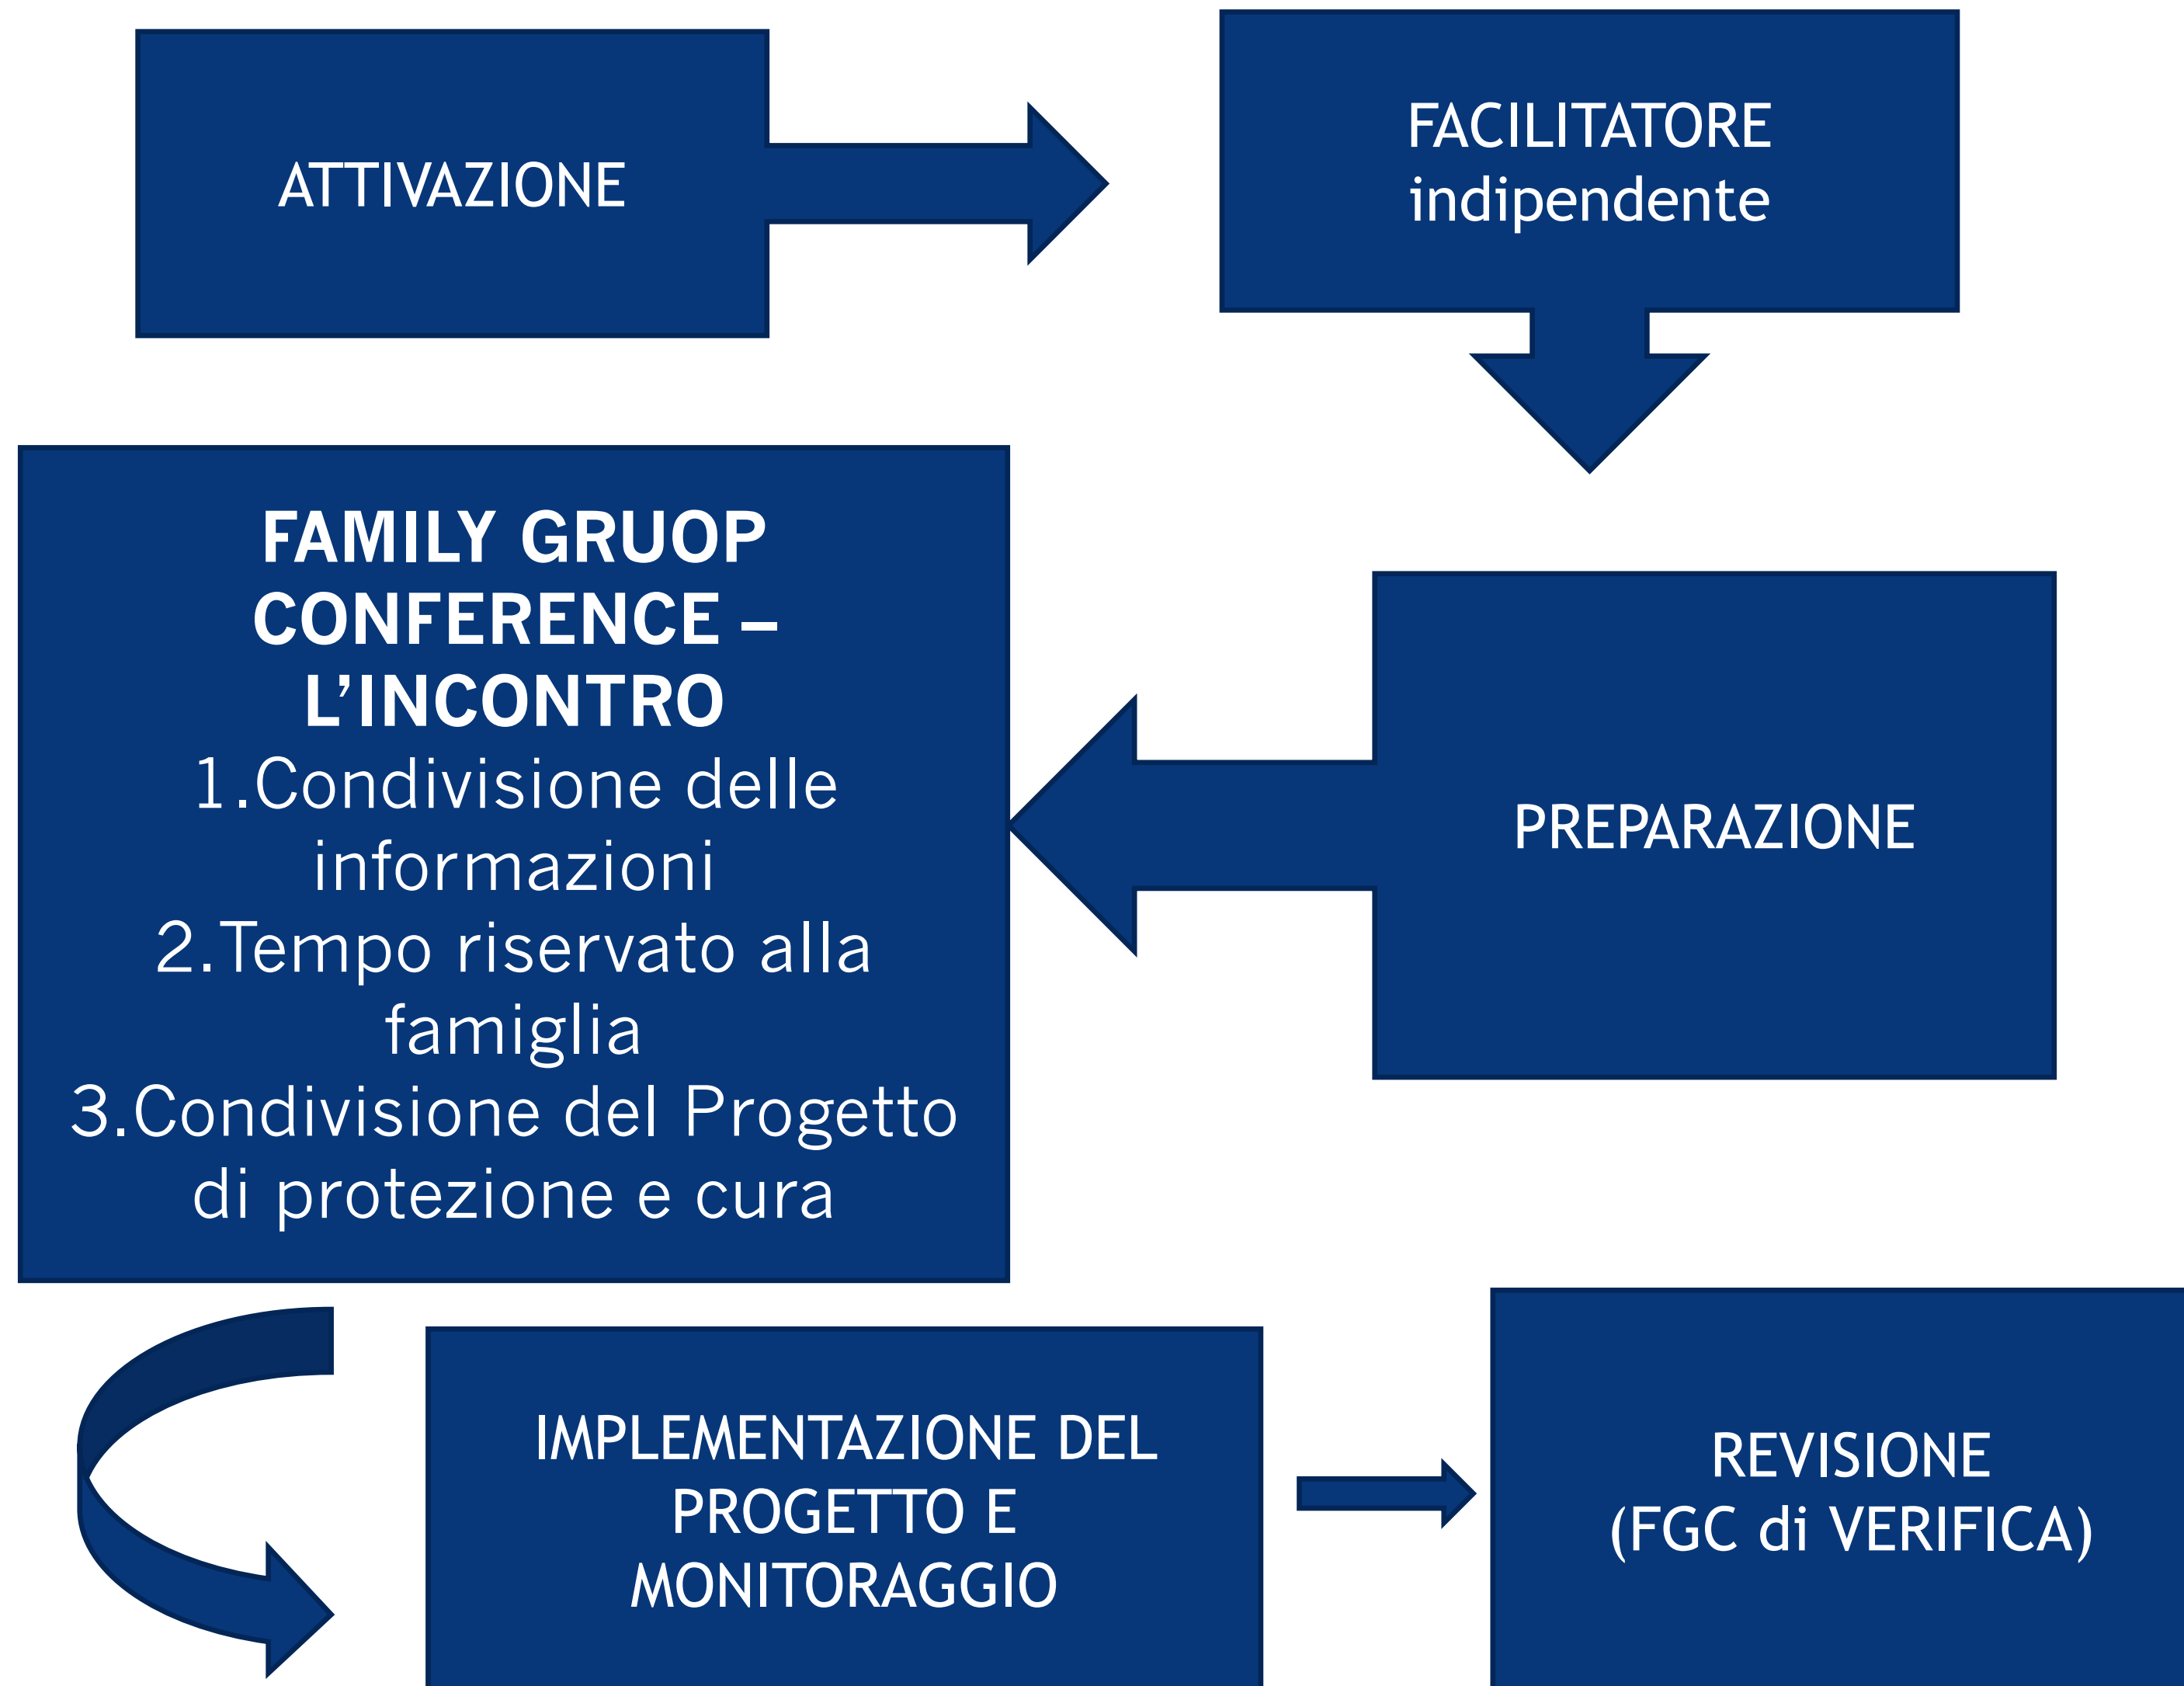 ATTIVAZIONE
FACILITATORE
indipendente
PREPARAZIONE
FAMILY GRUOP
CONFERENCE –
L’INCONTRO
1.Condivisione delle
informazioni
2.Tempo riservato alla
famiglia
3.Condivisione del Progetto
di protezione e cura
IMPLEMENTAZIONE DEL
PROGETTO E
MONITORAGGIO
REVISIONE
(FGC di VERIFICA)